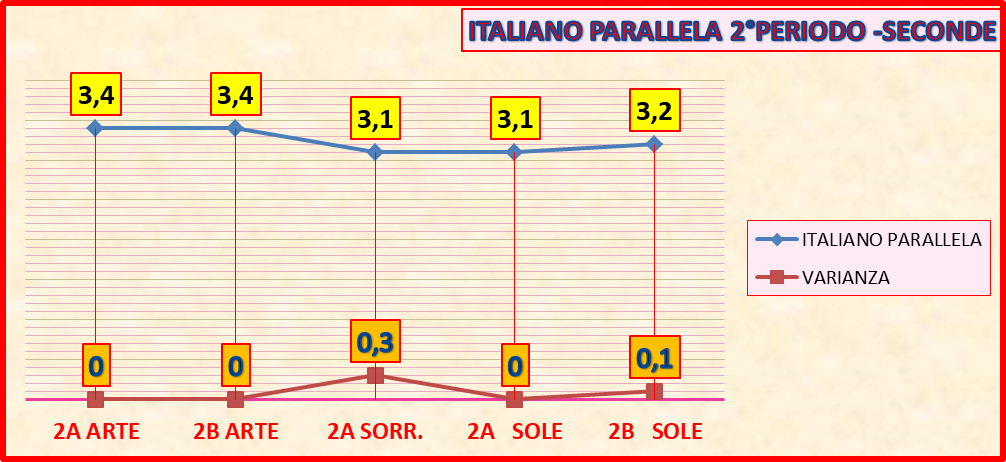 ITALIANO PARALLELA 2°PERIODO -SECONDE
3,4 3,4 3,1 3,1 3,2
ITALIANO PARALLELA
VARIANZA
0 0 0,3 0 0,1
2A ARTE 2B ARTE 2A SORR. 2A SOLE 2B SOLE